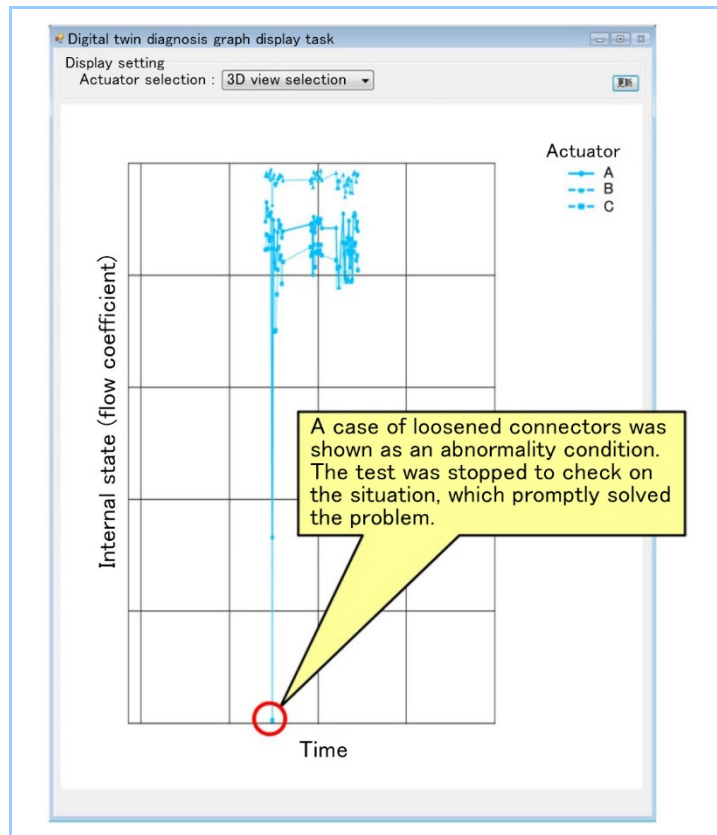 Digital twin diagnosis graph display task
Display setting
Actuator selection : 3D view selection
更新
Actuator
A
B
C
Internal state (flow coefficient)
A case of loosened connectors was
shown as an abnormality condition.
The test was stopped to check on
the situation, which promptly solved
the problem.
Time